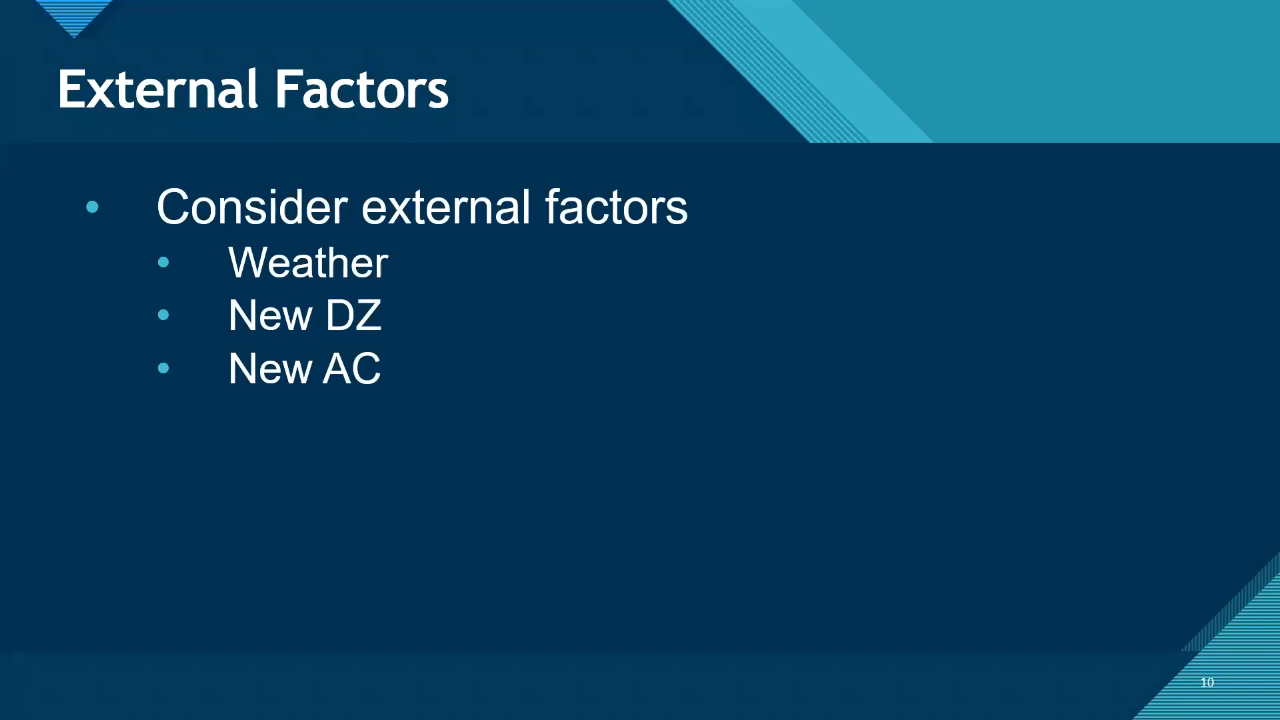 External Factors
• Consider external factors
• Weather
• New DZ
• New AC
10